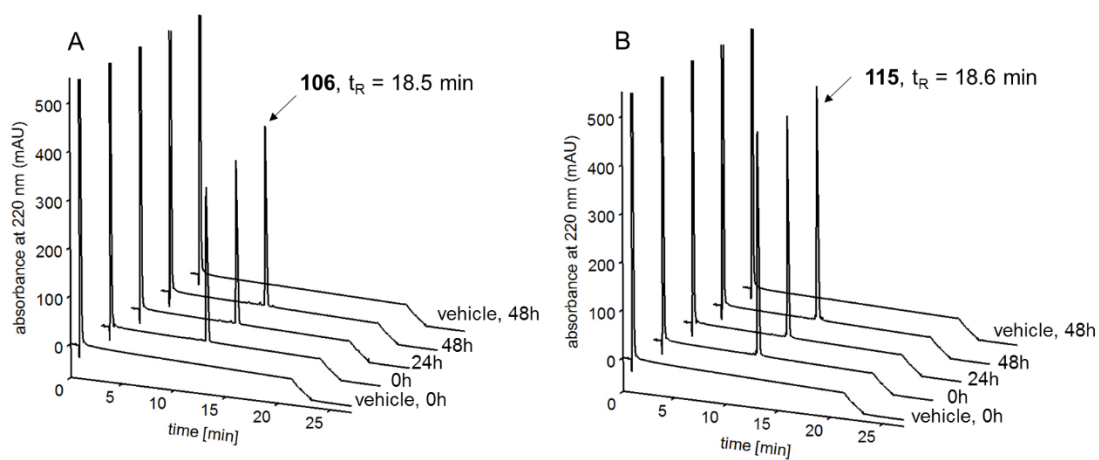 A
106, tR = 18.5 min
absorbance at 220 nm (mAU)
500
400
300
200
100
0
0
5
10
15
20
25
time [min]
vehicle, 48h
48h
24h
0h
vehicle, 0h
B
115, tR = 18.6 min
absorbance at 220 nm (mAU)
500
400
300
200
100
0
0
5
10
15
20
25
time [min]
vehicle, 48h
48h
24h
0h
vehicle, 0h